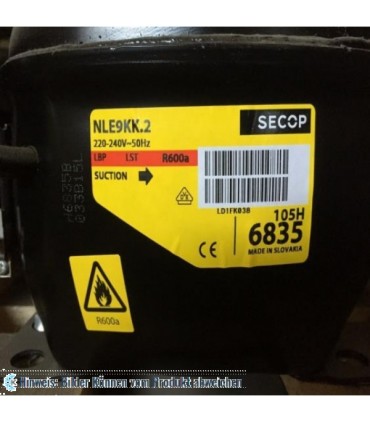 NLE9KK.2
SECOP
220-240V~50Hz
LBP LST R600a
SUCTION
LD1FK03B
105H
6835
MADE IN SLOVAKIA
CE
R600a
Hinweis: Bilder Können vom Produkt abweichen.